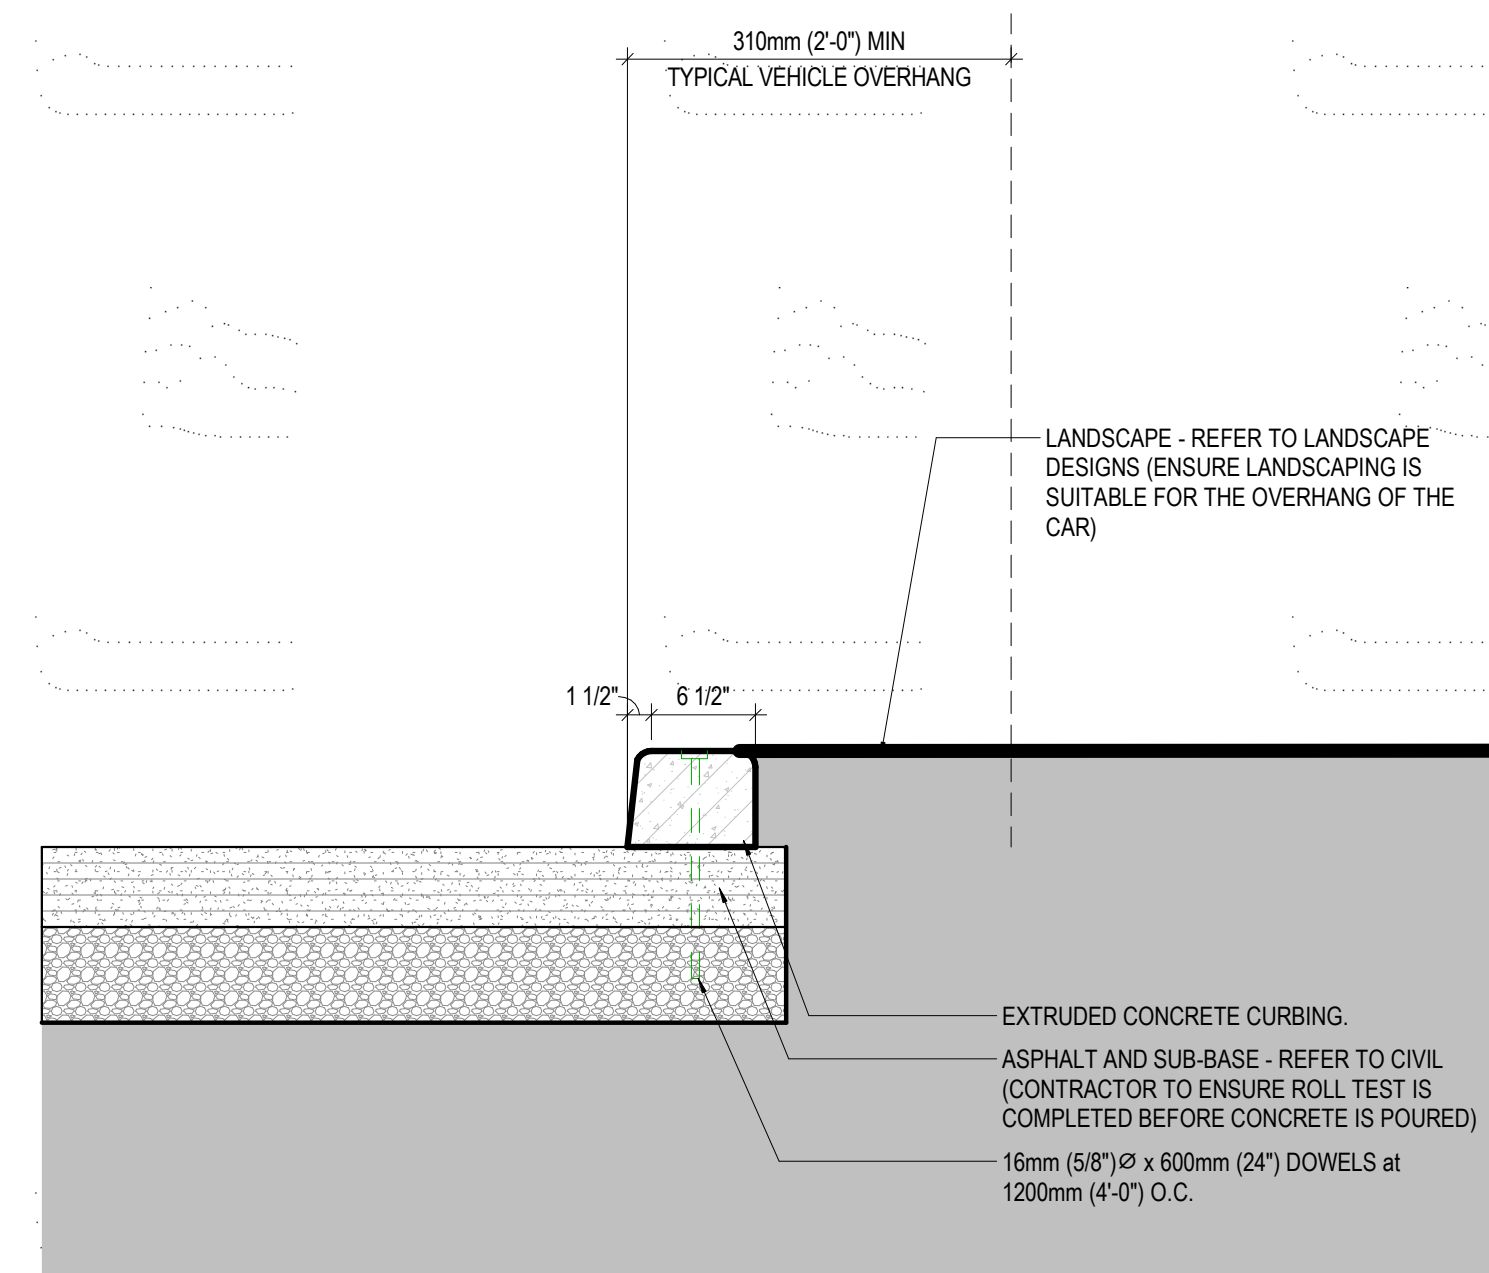 310mm (2'-0") MIN
TYPICAL VEHICLE OVERHANG
LANDSCAPE - REFER TO LANDSCAPE
DESIGNS (ENSURE LANDSCAPING IS
SUITABLE FOR THE OVERHANG OF THE
CAR)
1 1/2" 6 1/2"
EXTRUDED CONCRETE CURBING.
ASPHALT AND SUB-BASE - REFER TO CIVIL
(CONTRACTOR TO ENSURE ROLL TEST IS
COMPLETED BEFORE CONCRETE IS POURED)
16mm (5/8")Ø x 600mm (24") DOWELS at
1200mm (4'-0") O.C.